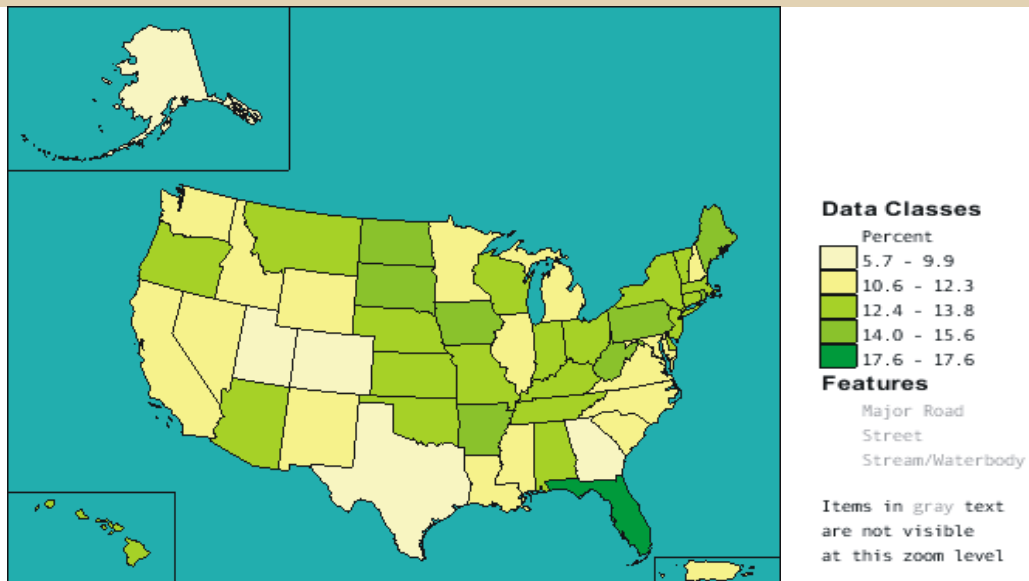 Data Classes
Percent
5.7 - 9.9
10.6 - 12.3
12.4 - 13.8
14.0 - 15.6
17.6 - 17.6
Features
Major Road
Street
Stream/Waterbody
Items in gray text
are not visible
at this zoom level